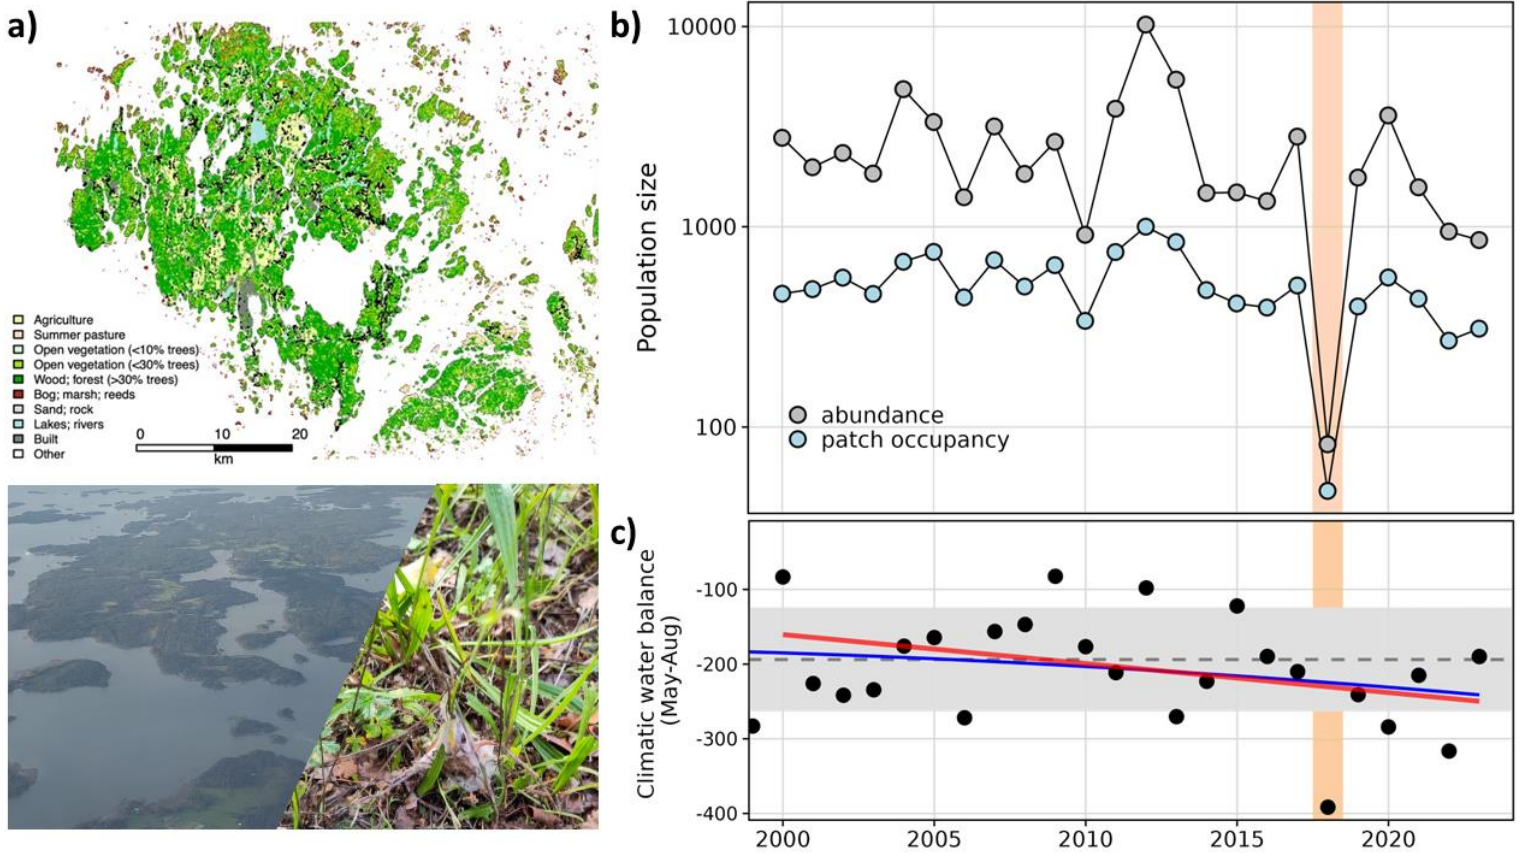 a)
Agriculture
Summer pasture
Open vegetation (<10% trees)
Open vegetation (<30% trees)
Wood; forest (>30% trees)
Bog; marsh; reeds
Sand; rock
Lakes; rivers
Built
Other
0 10 20
km
b)
Population size
10000
1000
100
abundance
patch occupancy
c)
Climatic water balance
(May-Aug)
-100
-200
-300
-400
2000 2005 2010 2015 2020